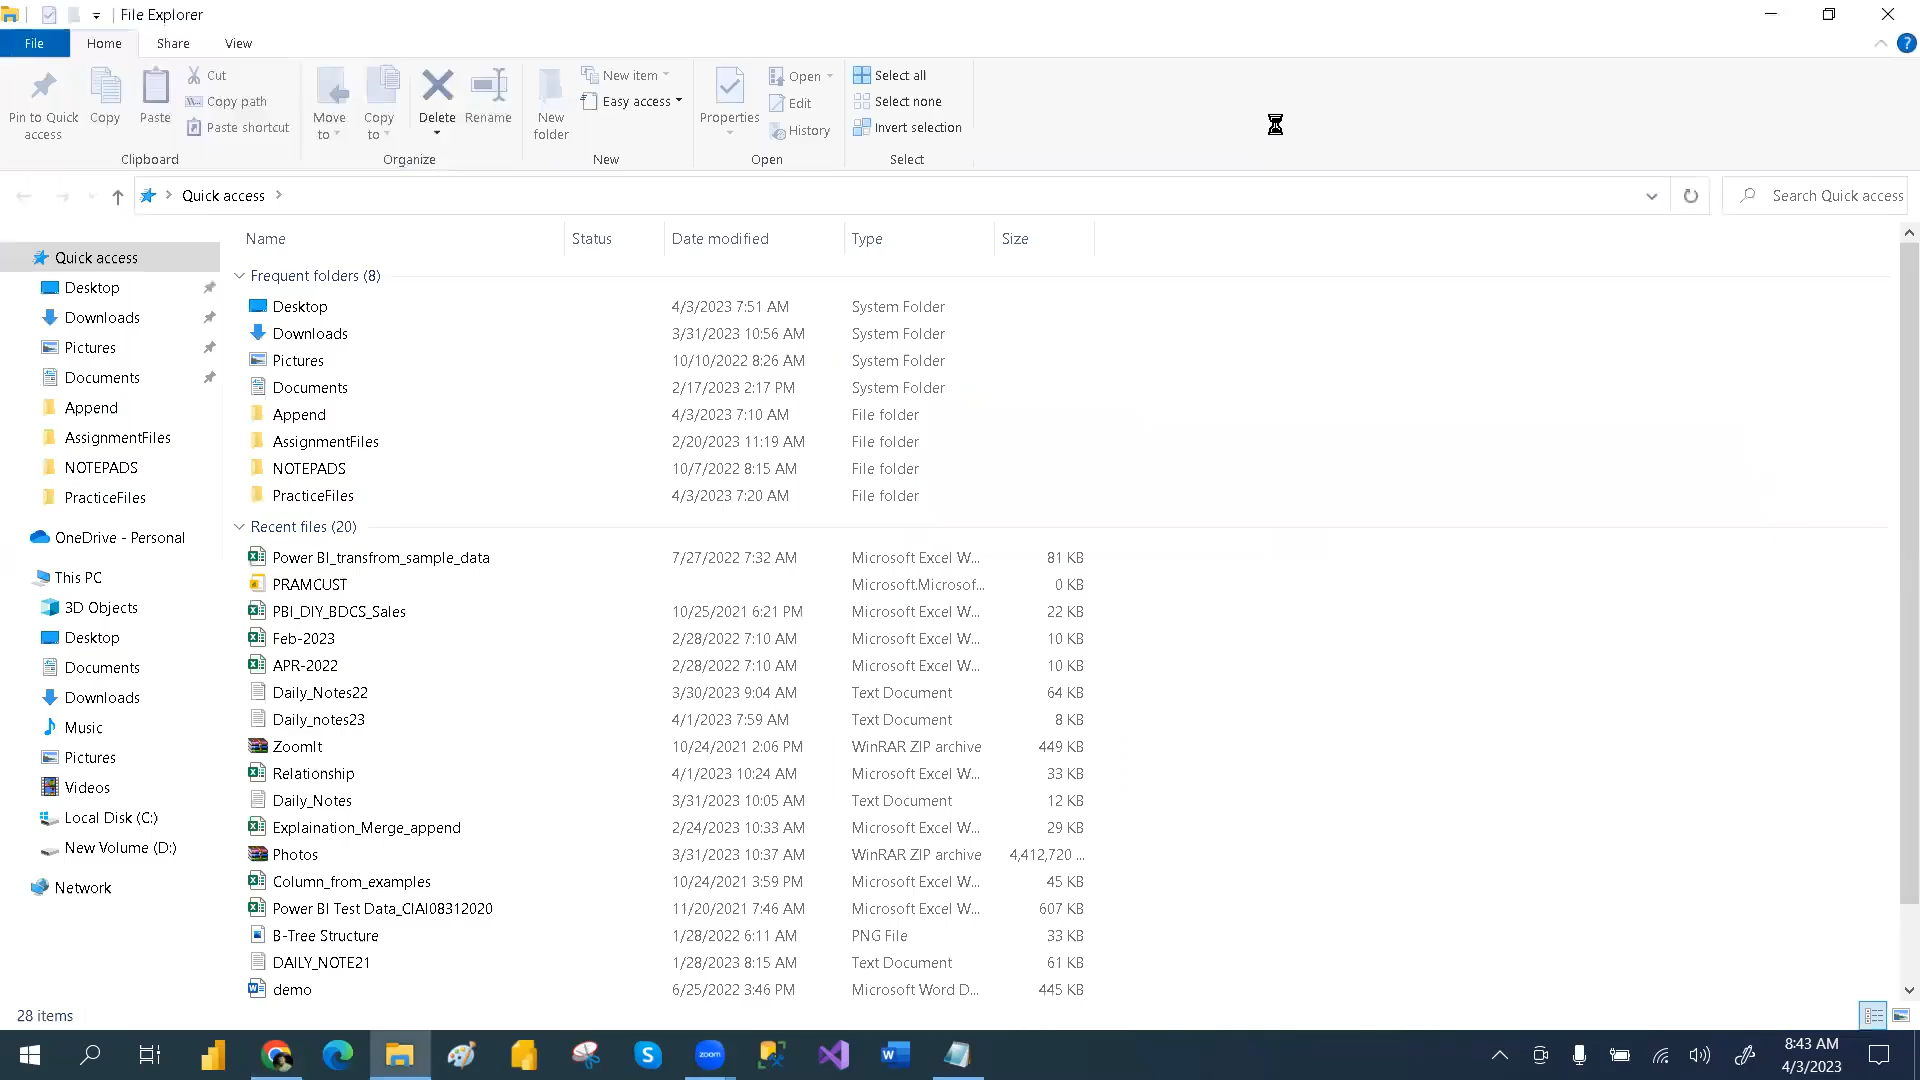 File Explorer
File Home Share View
Pin to Quick access
Copy
Paste
Cut
Copy path
Paste shortcut
Clipboard
Move to
Copy to
Delete
Rename
Organize
New folder
New item
Easy access
New
Properties
Open
Edit
History
Open
Select all
Select none
Invert selection
Select
Quick access
Search Quick access
Name Status Date modified Type Size
Quick access
Desktop
Downloads
Pictures
Documents
Append
AssignmentFiles
NOTEPADS
PracticeFiles
OneDrive - Personal
This PC
3D Objects
Desktop
Documents
Downloads
Music
Pictures
Videos
Local Disk (C:)
New Volume (D:)
Network
Frequent folders (8)
Desktop 4/3/2023 7:51 AM System Folder
Downloads 3/31/2023 10:56 AM System Folder
Pictures 10/10/2022 8:26 AM System Folder
Documents 2/17/2023 2:17 PM System Folder
Append 4/3/2023 7:10 AM File folder
AssignmentFiles 2/20/2023 11:19 AM File folder
NOTEPADS 10/7/2022 8:15 AM File folder
PracticeFiles 4/3/2023 7:20 AM File folder
Recent files (20)
Power BI_transfrom_sample_data 7/27/2022 7:32 AM Microsoft Excel W... 81 KB
PRAMCUST Microsoft.Microsof... 0 KB
PBI_DIY_BDCS_Sales 10/25/2021 6:21 PM Microsoft Excel W... 22 KB
Feb-2023 2/28/2022 7:10 AM Microsoft Excel W... 10 KB
APR-2022 2/28/2022 7:10 AM Microsoft Excel W... 10 KB
Daily_Notes22 3/30/2023 9:04 AM Text Document 64 KB
Daily_notes23 4/1/2023 7:59 AM Text Document 8 KB
ZoomIt 10/24/2021 2:06 PM WinRAR ZIP archive 449 KB
Relationship 4/1/2023 10:24 AM Microsoft Excel W... 33 KB
Daily_Notes 3/31/2023 10:05 AM Text Document 12 KB
Explaination_Merge_append 2/24/2023 10:33 AM Microsoft Excel W... 29 KB
Photos 3/31/2023 10:37 AM WinRAR ZIP archive 4,412,720 ...
Column_from_examples 10/24/2021 3:59 PM Microsoft Excel W... 45 KB
Power BI Test Data_CIAI08312020 11/20/2021 7:46 AM Microsoft Excel W... 607 KB
B-Tree Structure 1/28/2022 6:11 AM PNG File 33 KB
DAILY_NOTE21 1/28/2023 8:15 AM Text Document 61 KB
demo 6/25/2022 3:46 PM Microsoft Word D... 445 KB
28 items
zoom
8:43 AM
4/3/2023